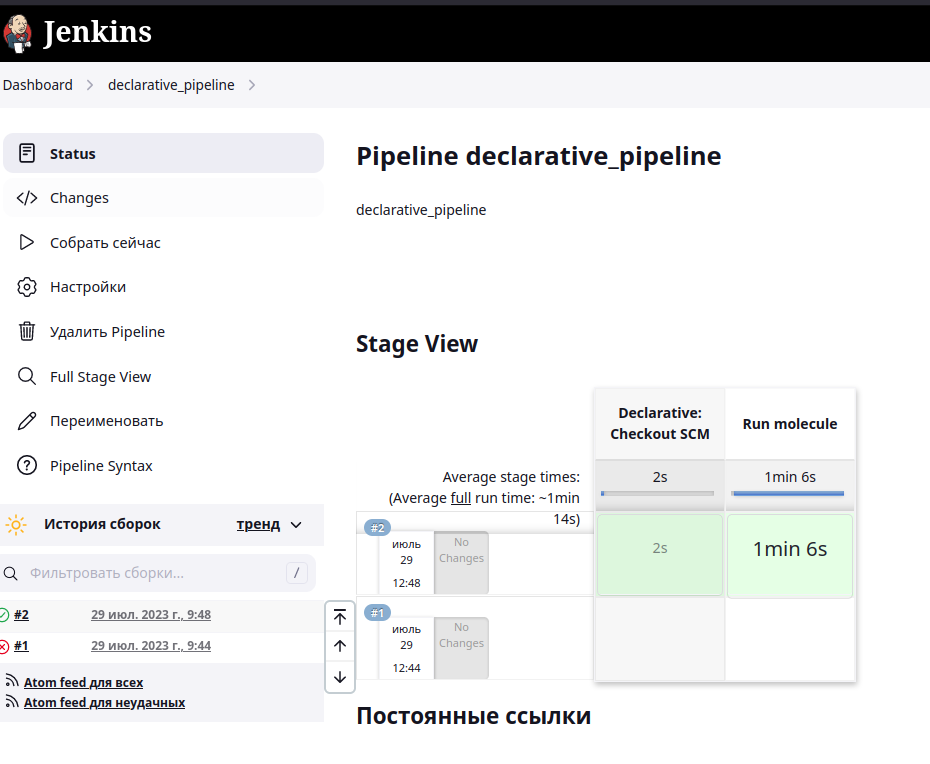 Jenkins
Dashboard
declarative_pipeline
Status
Changes
Собрать сейчас
Настройки
Удалить Pipeline
Full Stage View
Переименовать
Pipeline Syntax
История сборок
тренд
Фильтровать сборки...
/
#2
29 июл. 2023 г., 9:48
#1
29 июл. 2023 г., 9:44
Atom feed для всех
Atom feed для неудачных
Pipeline declarative_pipeline
declarative_pipeline
Stage View
Declarative:
Checkout SCM
Run molecule
Average stage times:
(Average full run time: ~1min
14s)
2s
1min 6s
#2
июль
29
12:48
No
Changes
2s
1min 6s
#1
июль
29
12:44
No
Changes
Постоянные ссылки